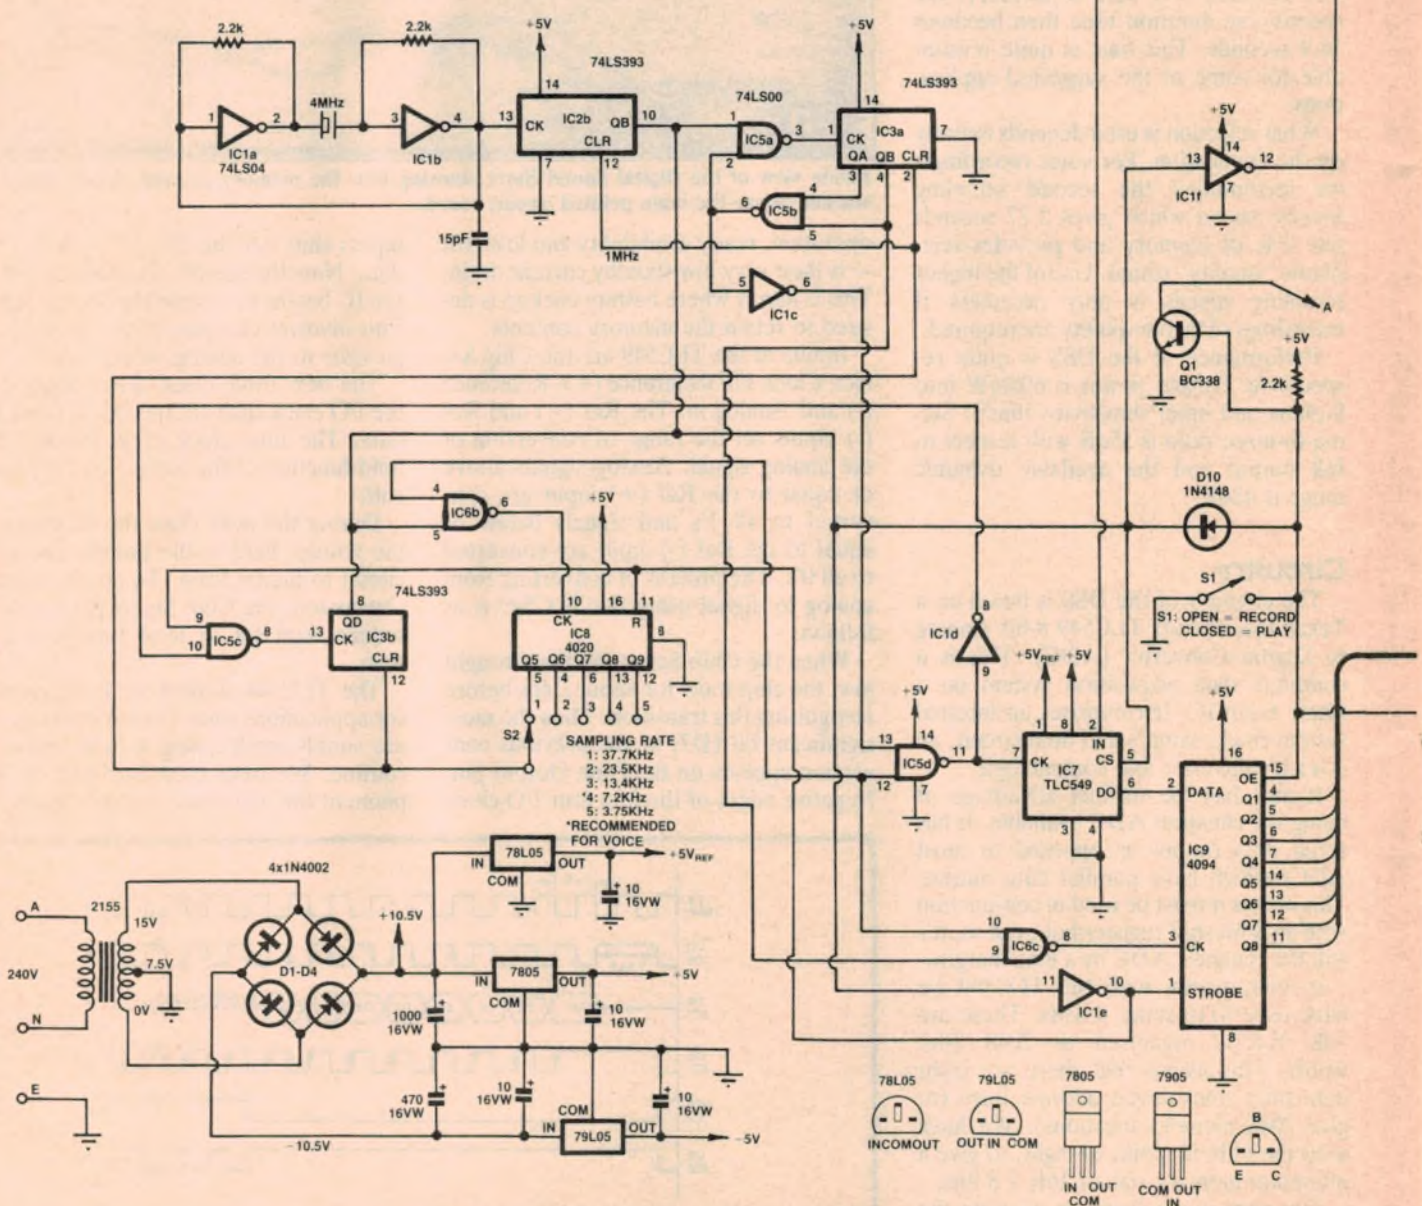 2.2k
2.2k
+5V
74LS393
14
4MHz
1
2
IC1a
74LS04
3
4
IC1b
13
CK
IC2b
QB
10
CLR
7
12
15pF
1MHz
74LS00
1
2
IC5a
3
+5V
74LS393
14
1
CK
IC3a
QA QB CLR
7
3
4
2
6
IC5b
4
5
5
6
IC1c
+5V
13
14
12
7
IC1f
A
Q1
BC338
+5V
2.2k
D10
1N4148
S1
S1: OPEN = RECORD
CLOSED = PLAY
4
5
IC6b
6
+5V
9
10
IC5c
8
74LS393
8
QD
13
CK
IC3b
CLR
12
10
16
11
CK
R
IC8
4020
8
Q5 Q6 Q7 Q8 Q9
5
4
6
13
12
1
2
3
4
5
S2
SAMPLING RATE
1: 37.7KHz
2: 23.5KHz
3: 13.4KHz
*4: 7.2KHz
5: 3.75KHz
*RECOMMENDED
FOR VOICE
8
IC1d
9
+5V
13
14
12
IC5d
11
7
+5VREF
+5V
1
8
2
7
CK
IN
CS
5
IC7
TLC549
DO
6
3
4
+5V
16
15
OE
2
DATA
Q1
4
Q2
5
Q3
6
Q4
7
IC9
4094
Q5
14
Q6
13
Q7
12
Q8
11
3
CK
1
STROBE
8
10
9
IC6c
11
IC1e
10
A
240V
N
E
2155
15V
7.5V
0V
4x1N4002
D1-D4
+10.5V
−10.5V
78L05
IN
OUT
COM
10
16VW
+5VREF
7805
IN
OUT
COM
+5V
1000
16VW
10
16VW
470
16VW
10
16VW
COM
IN
79L05
OUT
10
16VW
−5V
78L05
INCOMOUT
79L05
OUT IN COM
7805
IN OUT
COM
7905
COM OUT
IN
B
E
C